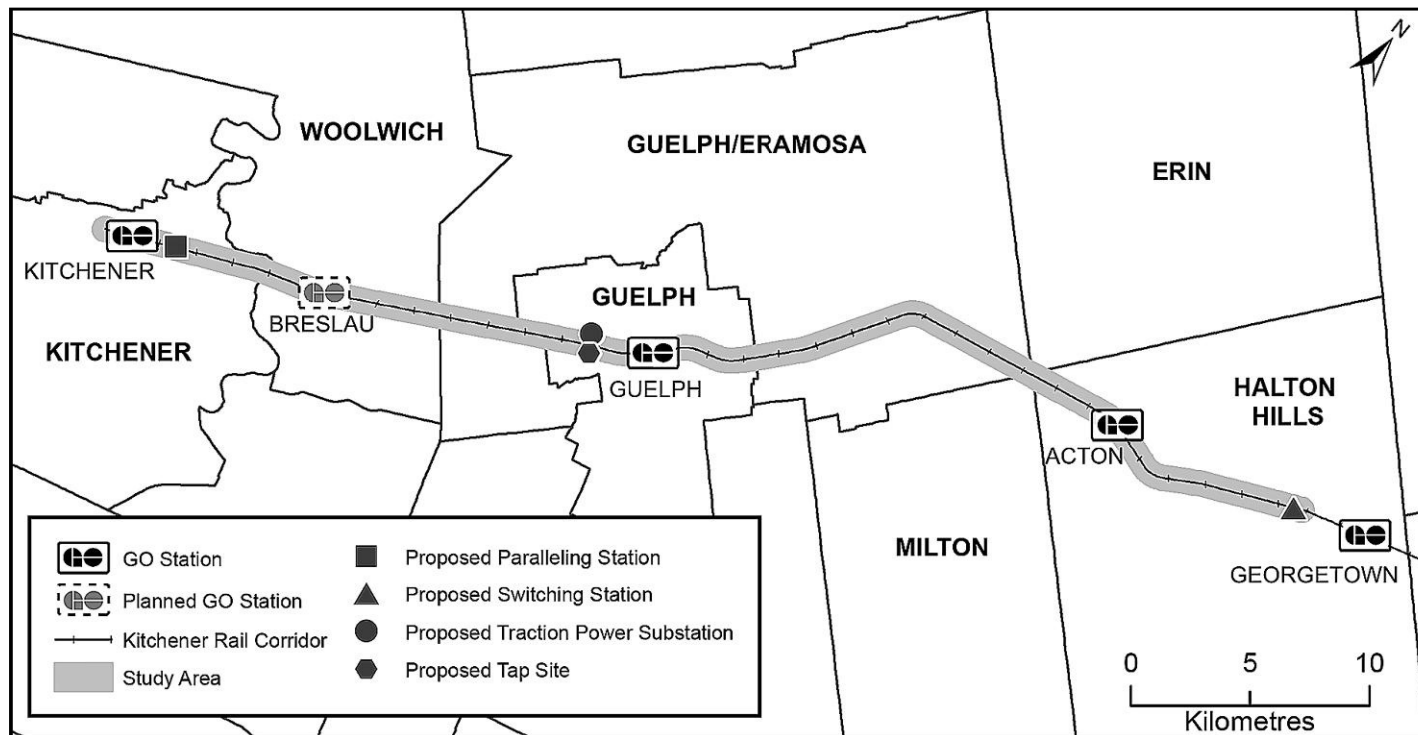 N
WOOLWICH
GUELPH/ERAMOSA
ERIN
KITCHENER
BRESLAU
GUELPH
KITCHENER
GUELPH
HALTON
HILLS
ACTON
MILTON
GEORGETOWN
GO Station
Planned GO Station
Kitchener Rail Corridor
Study Area
Proposed Paralleling Station
Proposed Switching Station
Proposed Traction Power Substation
Proposed Tap Site
0 5 10
Kilometres